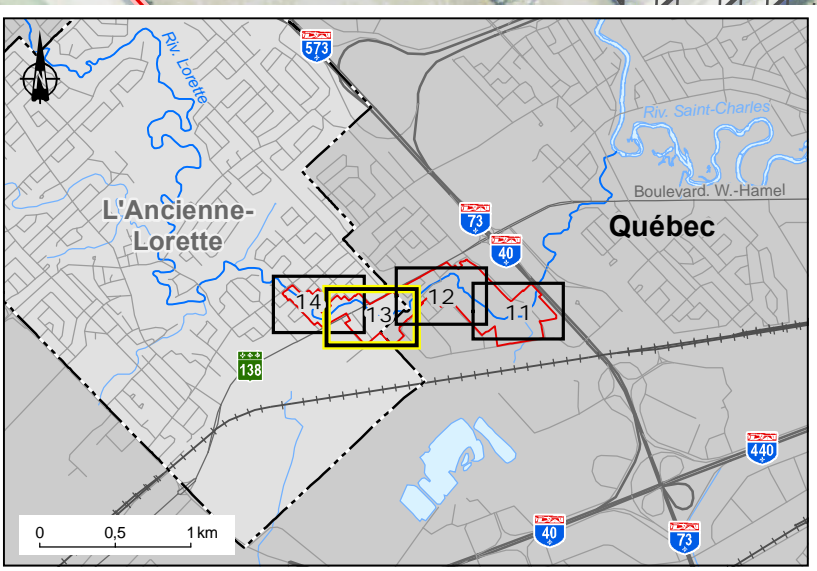 573
N
Riv. Lorette
Riv. Saint-Charles
L'Ancienne-
Lorette
Boulevard. W.-Hamel
73
Québec
40
14
13
12
11
138
440
0 0,5 1 km
40
73